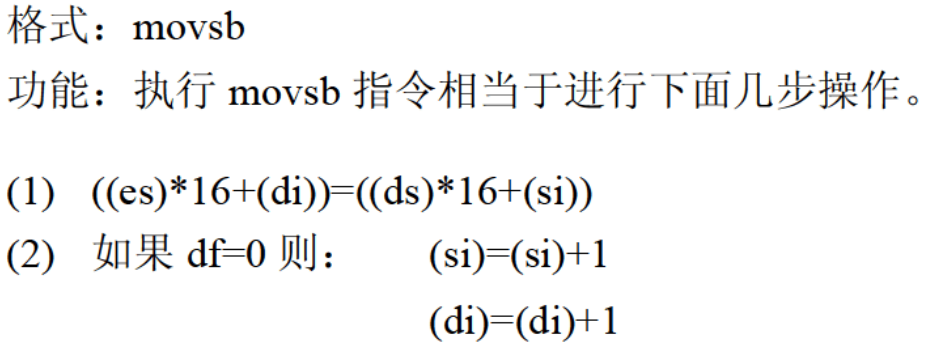 格式：movsb
功能：执行 movsb 指令相当于进行下面几步操作。
(1) ((es)*16+(di))=((ds)*16+(si))
(2) 如果 df=0 则： (si)=(si)+1
(di)=(di)+1